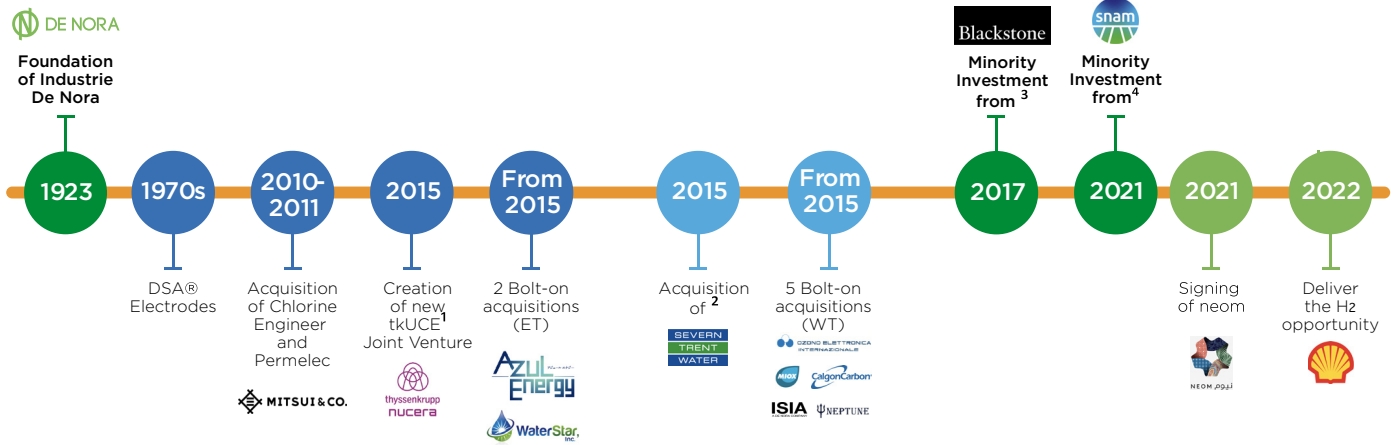 DE NORA
Foundation
of Industrie
De Nora
1923
1970s
DSA®
Electrodes
2010-
2011
Acquisition
of Chlorine
Engineer
and
Permelec
MITSUI & CO.
2015
Creation
of new
tkUCE1
Joint Venture
thyssenkrupp
nucera
From
2015
2 Bolt-on
acquisitions
(ET)
AZUL
ENERGY
WaterStar,
Inc.
2015
Acquisition
of 2
SEVERN
TRENT
WATER
From
2015
5 Bolt-on
acquisitions
(WT)
OZONO ELETTRONICA
INTERNAZIONALE
MIOX
CalgonCarbon
ISIA
NEPTUNE
Blackstone
Minority
Investment
from 3
2017
snam
Minority
Investment
from4
2021
2021
Signing
of neom
NEOM نيوم
2022
Deliver
the H2
opportunity